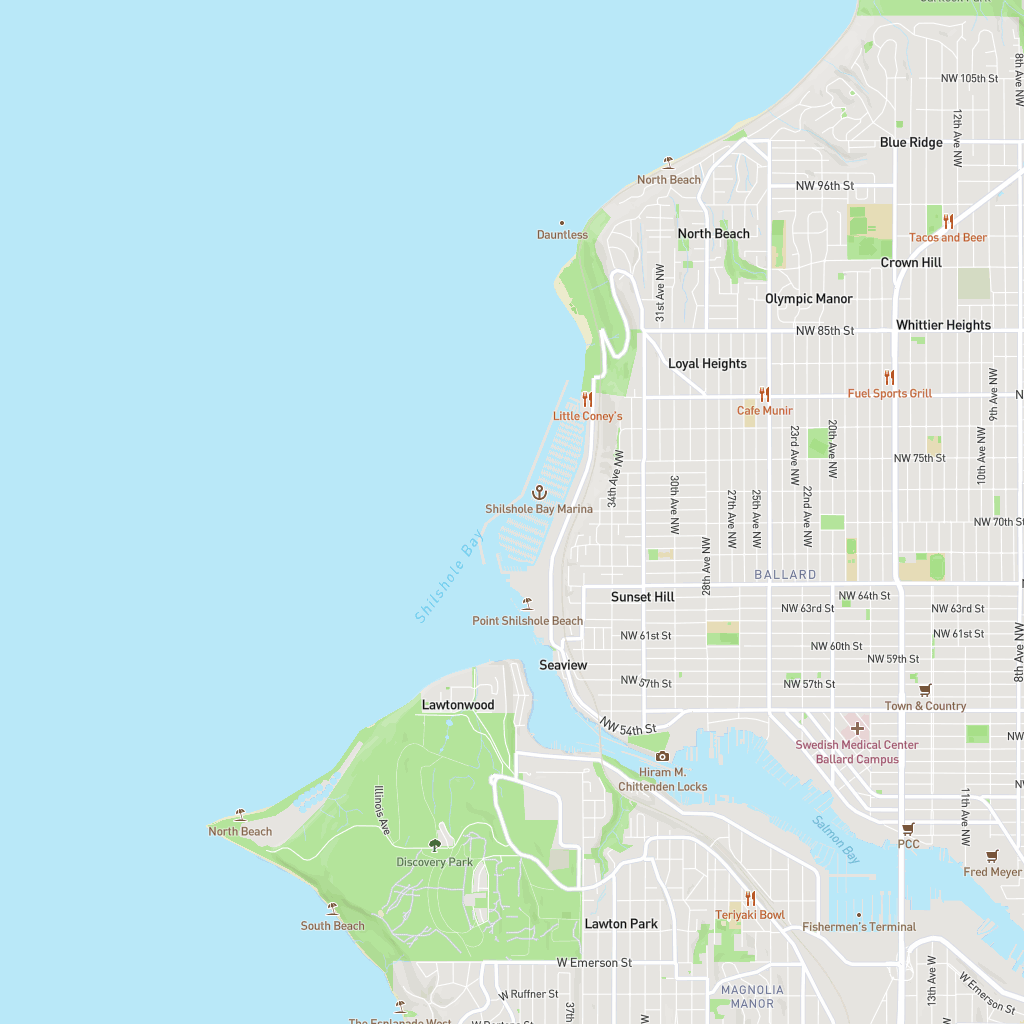 NW 105th St
8th Ave NW
12th Ave NW
Blue Ridge
North Beach
NW 96th St
Dauntless
North Beach
Tacos and Beer
Crown Hill
31st Ave NW
Olympic Manor
NW 85th St
Whittier Heights
Loyal Heights
Fuel Sports Grill
9th Ave NW
Little Coney's
Cafe Munir
23rd Ave NW
20th Ave NW
10th Ave NW
NW 75th St
34th Ave NW
30th Ave NW
27th Ave NW
25th Ave NW
22nd Ave NW
Shilshole Bay Marina
NW 70th St
Shilshole Bay
28th Ave NW
BALLARD
Sunset Hill
NW 64th St
NW 63rd St
NW 63rd St
Point Shilshole Beach
NW 61st St
NW 61st St
8th Ave NW
NW 60th St
NW 59th St
Seaview
NW 57th St
NW 57th St
Lawtonwood
Town & Country
NW 54th St
Swedish Medical Center
Ballard Campus
Hiram M.
Chittenden Locks
Illinois Ave
11th Ave NW
North Beach
Salmon Bay
PCC
Discovery Park
Fred Meyer
South Beach
Teriyaki Bowl
Lawton Park
Fishermen's Terminal
W Emerson St
13th Ave W
W Emerson St
W Ruffner St
MAGNOLIA
MANOR
37th
The Esplanade West